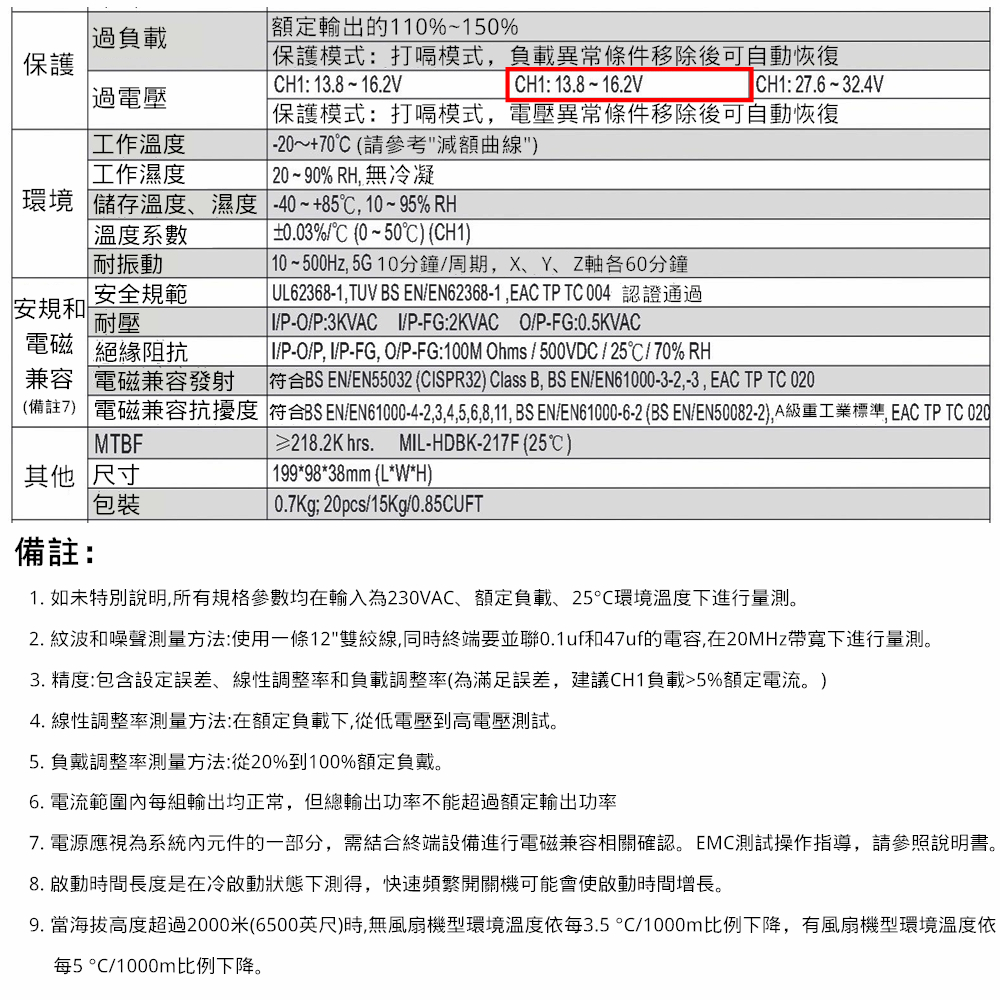 保護
過負載
額定輸出的110%~150%
保護模式：打嗝模式，負載異常條件移除後可自動恢復
過電壓
CH1: 13.8 ~ 16.2V CH1: 13.8 ~ 16.2V CH1: 27.6 ~ 32.4V
保護模式：打嗝模式，電壓異常條件移除後可自動恢復
環境
工作溫度 -20～+70℃ (請參考"減額曲線")
工作濕度 20 ~ 90% RH, 無冷凝
儲存溫度、濕度 -40 ~ +85℃, 10 ~ 95% RH
溫度系數 ±0.03%/℃ (0 ~ 50℃) (CH1)
耐振動 10 ~ 500Hz, 5G 10分鐘/周期，X、Y、Z軸各60分鐘
安規和
電磁
兼容
(備註7)
安全規範 UL62368-1,TUV BS EN/EN62368-1 ,EAC TP TC 004 認證通過
耐壓 I/P-O/P:3KVAC I/P-FG:2KVAC O/P-FG:0.5KVAC
絕緣阻抗 I/P-O/P, I/P-FG, O/P-FG:100M Ohms / 500VDC / 25℃/ 70% RH
電磁兼容發射 符合BS EN/EN55032 (CISPR32) Class B, BS EN/EN61000-3-2,-3 , EAC TP TC 020
電磁兼容抗擾度 符合BS EN/EN61000-4-2,3,4,5,6,8,11, BS EN/EN61000-6-2 (BS EN/EN50082-2),A級重工業標準, EAC TP TC 020
其他
MTBF ≥218.2K hrs. MIL-HDBK-217F (25℃)
尺寸 199*98*38mm (L*W*H)
包裝 0.7Kg; 20pcs/15Kg/0.85CUFT
備註：
1. 如未特別說明,所有規格參數均在輸入為230VAC、額定負載、25°C環境溫度下進行量測。
2. 紋波和噪聲測量方法:使用一條12"雙絞線,同時終端要並聯0.1uf和47uf的電容,在20MHz帶寬下進行量測。
3. 精度:包含設定誤差、線性調整率和負載調整率(為滿足誤差，建議CH1負載>5%額定電流。)
4. 線性調整率測量方法:在額定負載下,從低電壓到高電壓測試。
5. 負戴調整率測量方法:從20%到100%額定負戴。
6. 電流範圍內每組輸出均正常，但總輸出功率不能超過額定輸出功率
7. 電源應視為系統內元件的一部分，需結合終端設備進行電磁兼容相關確認。EMC測試操作指導，請參照說明書。
8. 啟動時間長度是在冷啟動狀態下測得，快速頻繁開關機可能會使啟動時間增長。
9. 當海拔高度超過2000米(6500英尺)時,無風扇機型環境溫度依每3.5 °C/1000m比例下降，有風扇機型環境溫度依
每5 °C/1000m比例下降。